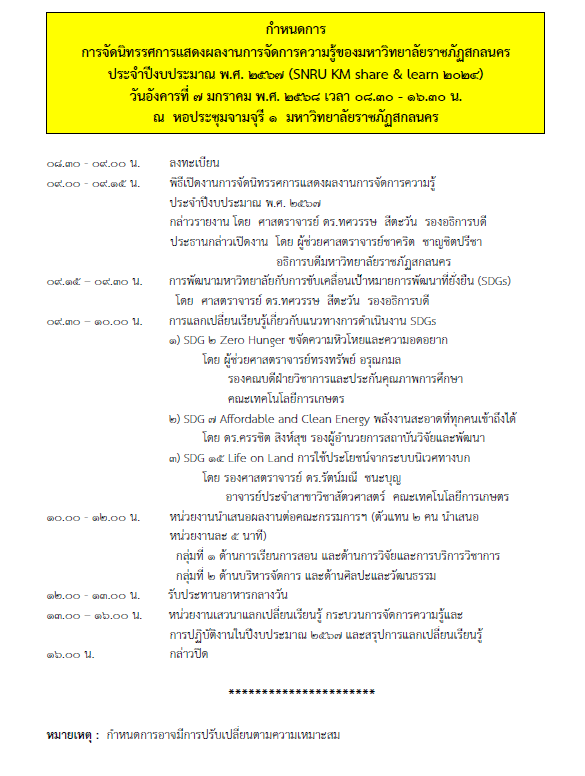 กำหนดการ
การจัดนิทรรศการแสดงผลงานการจัดการความรู้ของมหาวิทยาลัยราชภัฏสกลนคร
ประจำปีงบประมาณ พ.ศ. ๒๕๖๗ (SNRU KM share & learn ๒๐๒๔)
วันอังคารที่ ๗ มกราคม พ.ศ. ๒๕๖๘ เวลา ๐๘.๓๐ - ๑๖.๓๐ น.
ณ หอประชุมจามจุรี ๑ มหาวิทยาลัยราชภัฏสกลนคร
๐๘.๓๐ - ๐๙.๐๐ น. ลงทะเบียน
๐๙.๐๐ - ๐๙.๑๕ น. พิธีเปิดงานการจัดนิทรรศการแสดงผลงานการจัดการความรู้
ประจำปีงบประมาณ พ.ศ. ๒๕๖๗
กล่าวรายงาน โดย ศาสตราจารย์ ดร.ทศวรรษ สีตะวัน รองอธิการบดี
ประธานกล่าวเปิดงาน โดย ผู้ช่วยศาสตราจารย์ชาคริต ชาญชิตปรีชา
อธิการบดีมหาวิทยาลัยราชภัฏสกลนคร
๐๙.๑๕ – ๐๙.๓๐ น. การพัฒนามหาวิทยาลัยกับการขับเคลื่อนเป้าหมายการพัฒนาที่ยั่งยืน (SDGs)
โดย ศาสตราจารย์ ดร.ทศวรรษ สีตะวัน รองอธิการบดี
๐๙.๓๐ – ๑๐.๐๐ น. การแลกเปลี่ยนเรียนรู้เกี่ยวกับแนวทางการดำเนินงาน SDGs
๑) SDG ๒ Zero Hunger ขจัดความหิวโหยและความอดอยาก
โดย ผู้ช่วยศาสตราจารย์ทรงทรัพย์ อรุณกมล
รองคณบดีฝ่ายวิชาการและประกันคุณภาพการศึกษา
คณะเทคโนโลยีการเกษตร
๒) SDG ๗ Affordable and Clean Energy พลังงานสะอาดที่ทุกคนเข้าถึงได้
โดย ดร.ครรชิต สิงห์สุข รองผู้อำนวยการสถาบันวิจัยและพัฒนา
๓) SDG ๑๕ Life on Land การใช้ประโยชน์จากระบบนิเวศทางบก
โดย รองศาสตราจารย์ ดร.รัตน์มณี ชนะบุญ
อาจารย์ประจำสาขาวิชาสัตวศาสตร์ คณะเทคโนโลยีการเกษตร
๑๐.๐๐ - ๑๒.๐๐ น. หน่วยงานนำเสนอผลงานต่อคณะกรรมการฯ (ตัวแทน ๒ คน นำเสนอ
หน่วยงานละ ๕ นาที)
กลุ่มที่ ๑ ด้านการเรียนการสอน และด้านการวิจัยและการบริการวิชาการ
กลุ่มที่ ๒ ด้านบริหารจัดการ และด้านศิลปะและวัฒนธรรม
๑๒.๐๐ - ๑๓.๐๐ น. รับประทานอาหารกลางวัน
๑๓.๐๐ – ๑๖.๐๐ น. หน่วยงานเสวนาแลกเปลี่ยนเรียนรู้ กระบวนการจัดการความรู้และ
การปฏิบัติงานในปีงบประมาณ ๒๕๖๗ และสรุปการแลกเปลี่ยนเรียนรู้
๑๖.๐๐ น. กล่าวปิด
**********************
หมายเหตุ : กำหนดการอาจมีการปรับเปลี่ยนตามความเหมาะสม